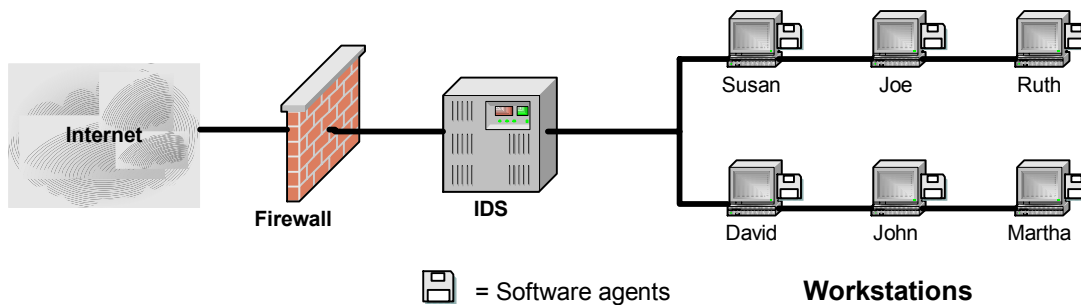 Susan Joe Ruth
Internet
Firewall
IDS
David John Martha
= Software agents
Workstations